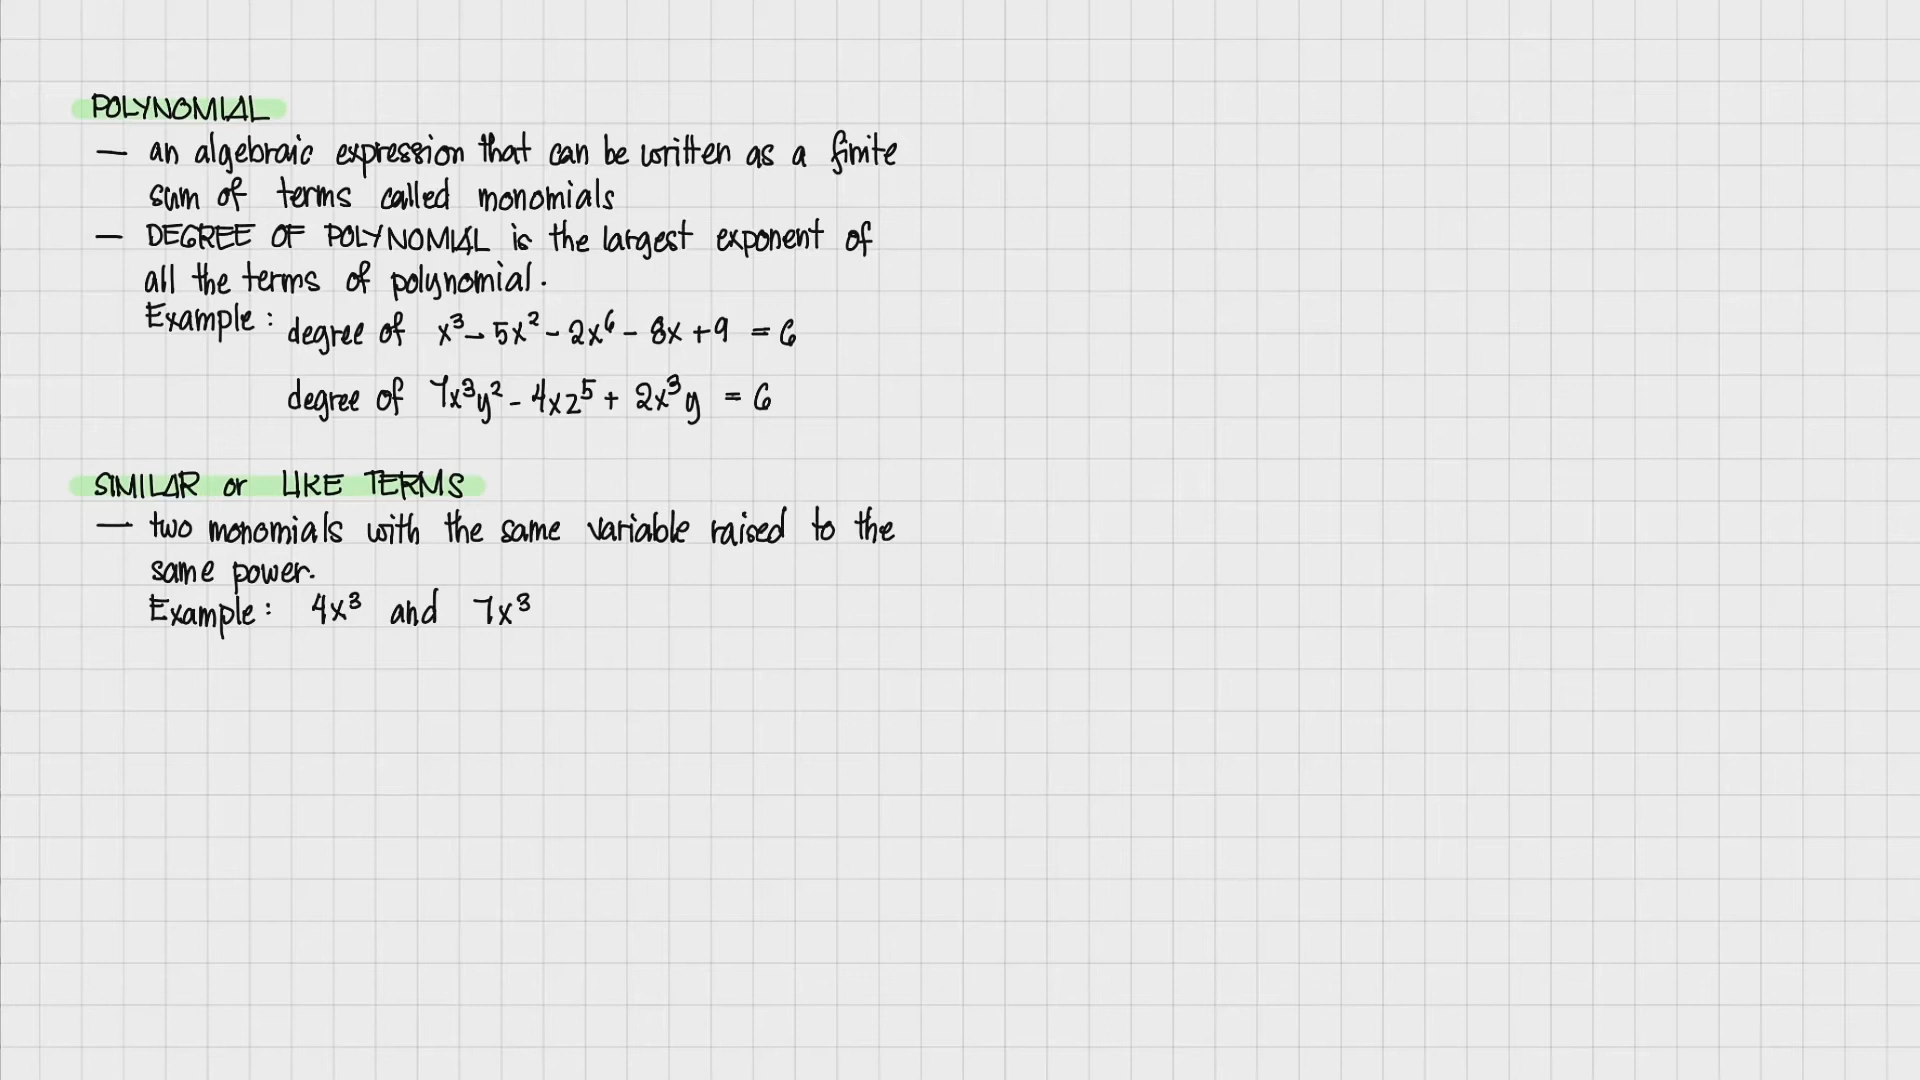 POLYNOMIAL
— an algebraic expression that can be written as a finite
sum of terms called monomials
— DEGREE OF POLYNOMIAL is the largest exponent of
all the terms of polynomial.
Example: degree of x³ - 5x² - 2x⁶ - 8x + 9 = 6
degree of 7x³y² - 4xz⁵ + 2x³y = 6
SIMILAR or LIKE TERMS
— two monomials with the same variable raised to the
same power.
Example: 4x³ and 7x³